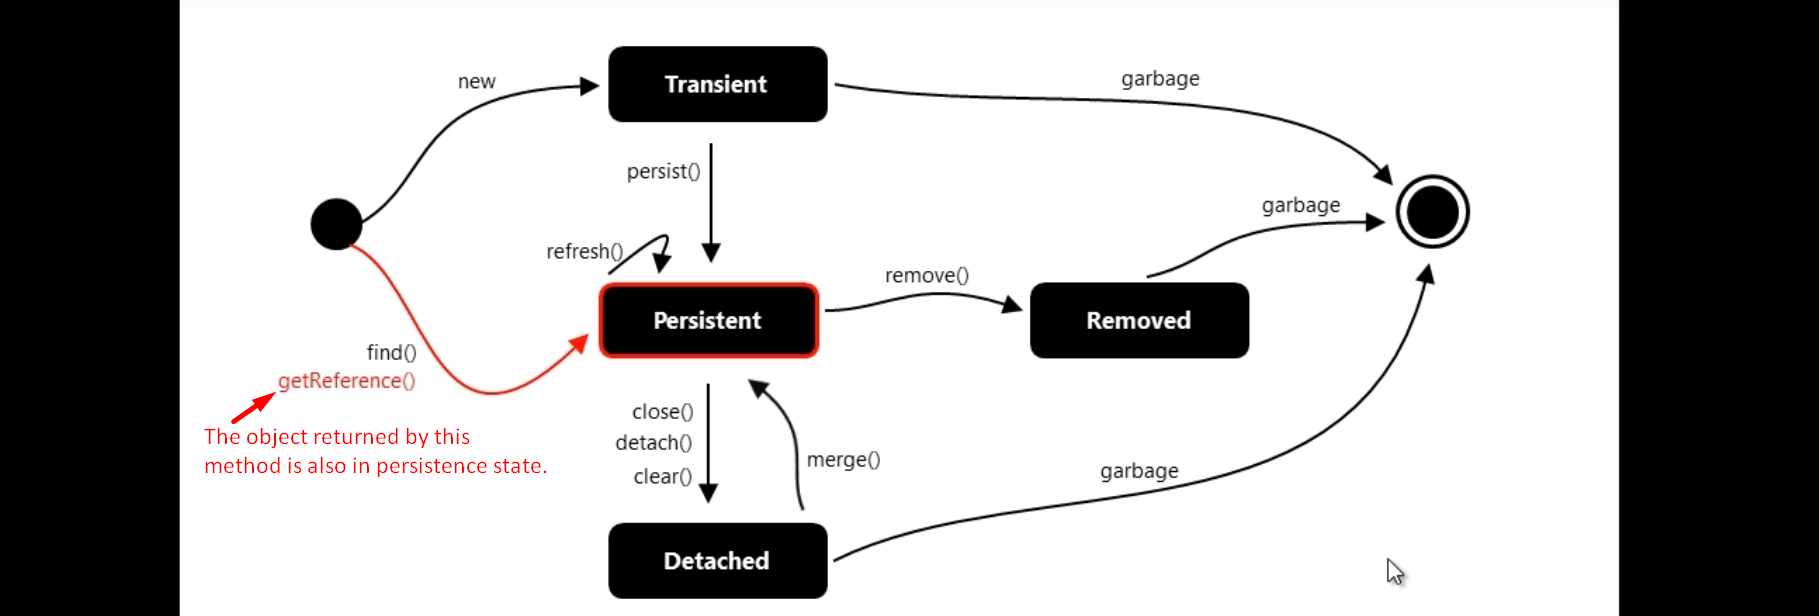 new
Transient
garbage
persist()
garbage
refresh()
remove()
Persistent
Removed
find()
getReference()
The object returned by this
method is also in persistence state.
close()
detach()
clear()
merge()
garbage
Detached